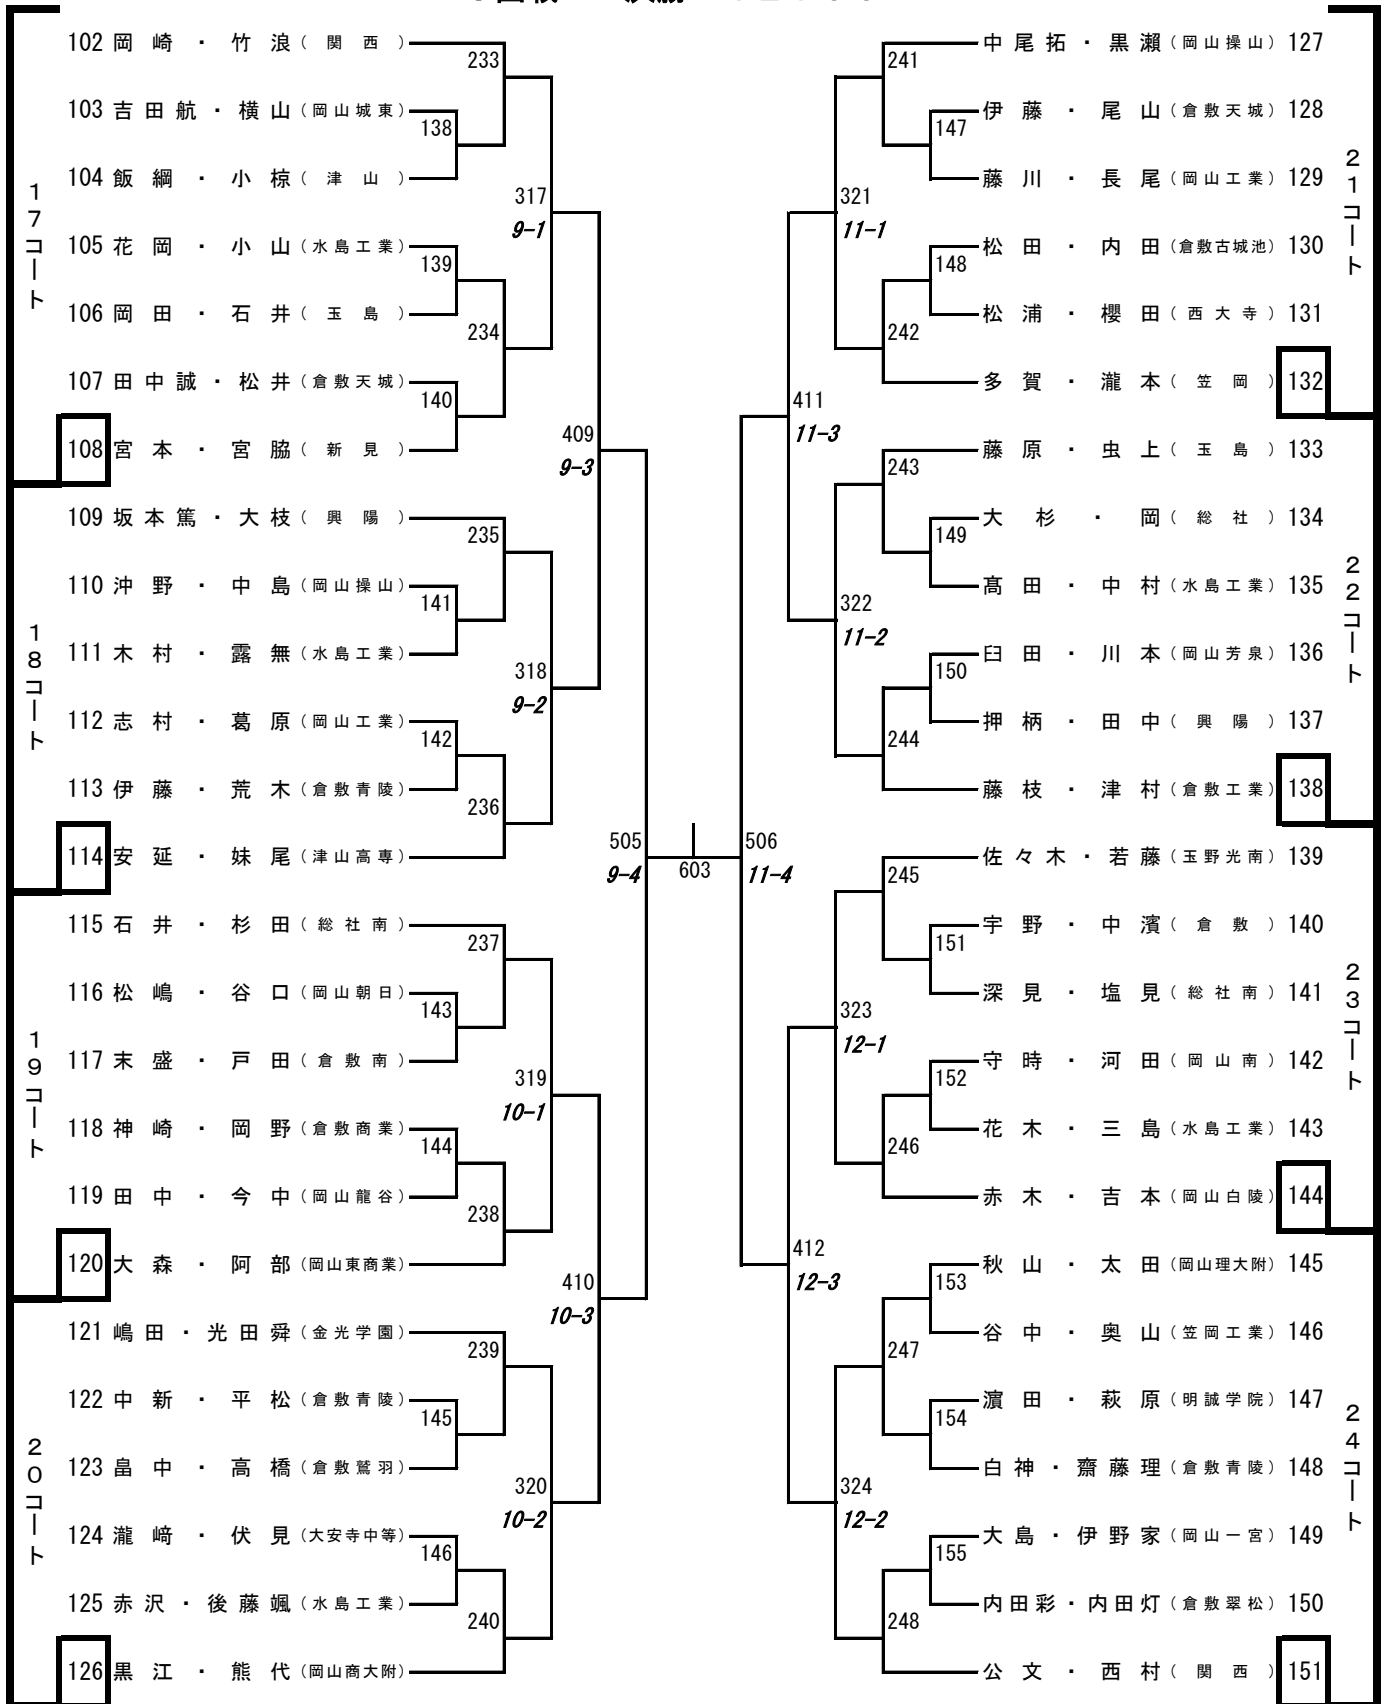 102 岡崎・竹浪（関西）
103 吉田航・横山（岡山城東）
104 飯綱・小椋（津山）
105 花岡・小山（水島工業）
106 岡田・石井（玉島）
107 田中誠・松井（倉敷天城）
108 宮本・宮脇（新見）
109 坂本篤・大枝（興陽）
110 沖野・中島（岡山操山）
111 木村・露無（水島工業）
112 志村・葛原（岡山工業）
113 伊藤・荒木（倉敷青陵）
114 安延・妹尾（津山高専）
115 石井・杉田（総社南）
116 松嶋・谷口（岡山朝日）
117 末盛・戸田（倉敷南）
118 神崎・岡野（倉敷商業）
119 田中・今中（岡山龍谷）
120 大森・阿部（岡山東商業）
121 嶋田・光田舜（金光学園）
122 中新・平松（倉敷青陵）
123 畠中・高橋（倉敷鷲羽）
124 瀧﨑・伏見（大安寺中等）
125 赤沢・後藤颯（水島工業）
126 黒江・熊代（岡山商大附）
17コート
18コート
19コート
20コート
138
139
140
141
142
143
144
145
146
233
234
235
236
237
238
239
240
317
9-1
318
9-2
319
10-1
320
10-2
409
9-3
410
10-3
505
9-4
603
506
11-4
411
11-3
412
12-3
321
11-1
322
11-2
323
12-1
324
12-2
241
242
243
244
245
246
247
248
147
148
149
150
151
152
153
154
155
中尾拓・黒瀬（岡山操山）127
伊藤・尾山（倉敷天城）128
藤川・長尾（岡山工業）129
松田・内田（倉敷古城池）130
松浦・櫻田（西大寺）131
多賀・瀧本（笠岡）132
藤原・虫上（玉島）133
大杉・岡（総社）134
髙田・中村（水島工業）135
臼田・川本（岡山芳泉）136
押柄・田中（興陽）137
藤枝・津村（倉敷工業）138
佐々木・若藤（玉野光南）139
宇野・中濱（倉敷）140
深見・塩見（総社南）141
守時・河田（岡山南）142
花木・三島（水島工業）143
赤木・吉本（岡山白陵）144
秋山・太田（岡山理大附）145
谷中・奥山（笠岡工業）146
濵田・萩原（明誠学院）147
白神・齋藤理（倉敷青陵）148
大島・伊野家（岡山一宮）149
内田彩・内田灯（倉敷翠松）150
公文・西村（関西）151
21コート
22コート
23コート
24コート